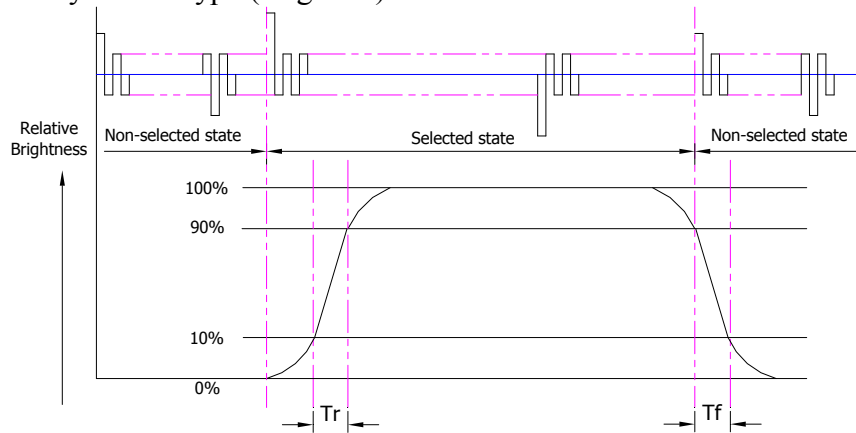 Non-selected state
Selected state
Non-selected state
Relative
Brightness
100%
90%
10%
0%
Tr
Tf